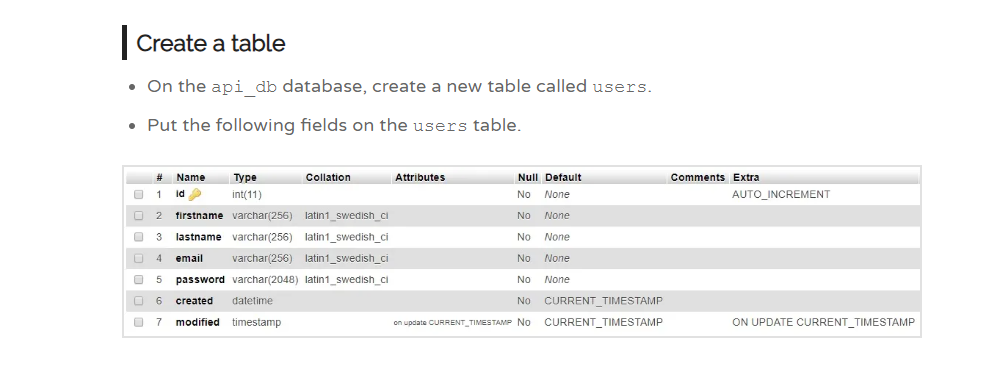 Create a table
On the api_db database, create a new table called users.
Put the following fields on the users table.
# Name Type Collation Attributes Null Default Comments Extra
1 id int(11) No None AUTO_INCREMENT
2 firstname varchar(256) latin1_swedish_ci No None
3 lastname varchar(256) latin1_swedish_ci No None
4 email varchar(256) latin1_swedish_ci No None
5 password varchar(2048) latin1_swedish_ci No None
6 created datetime No CURRENT_TIMESTAMP
7 modified timestamp on update CURRENT_TIMESTAMP No CURRENT_TIMESTAMP ON UPDATE CURRENT_TIMESTAMP